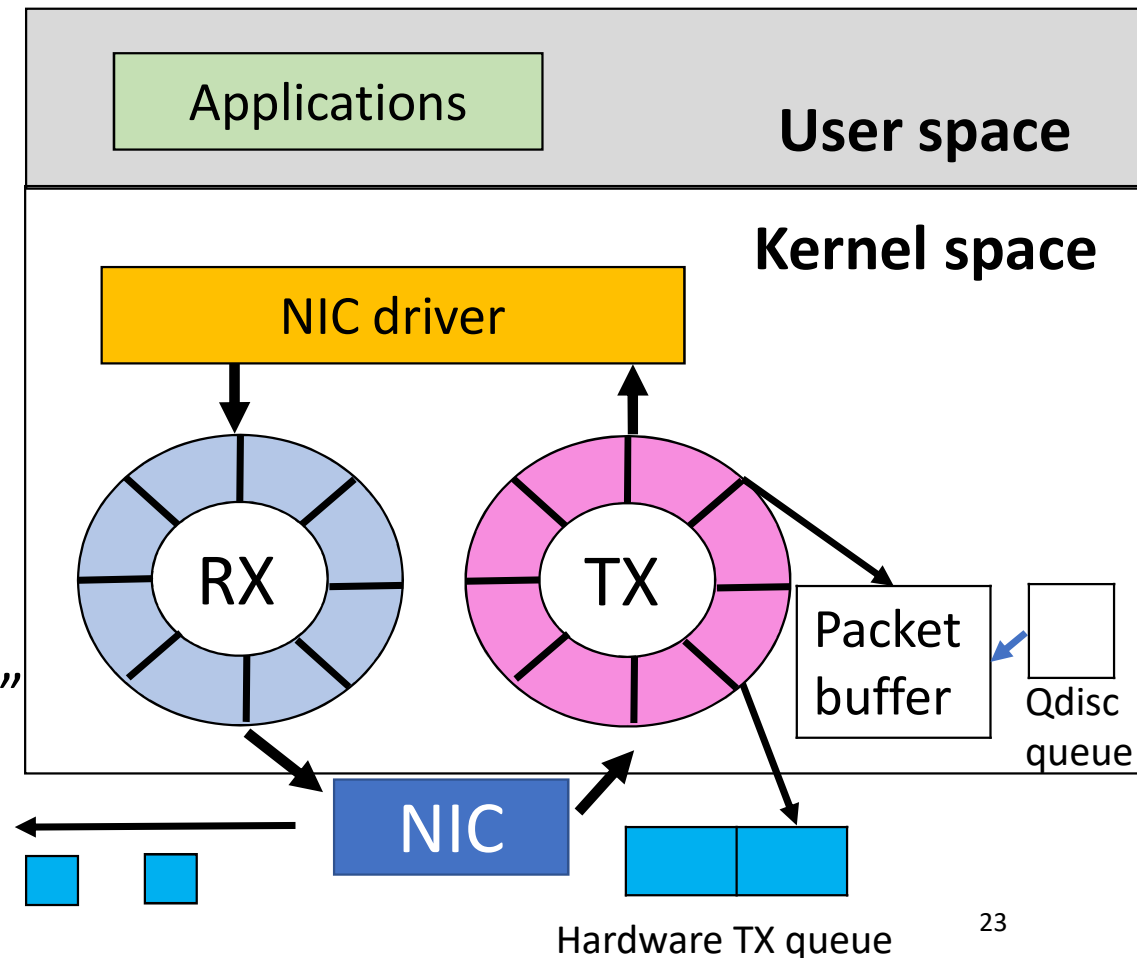 Applications
User space
Kernel space
NIC driver
RX
TX
Packet
buffer
”
Qdisc
queue
NIC
23
Hardware TX queue